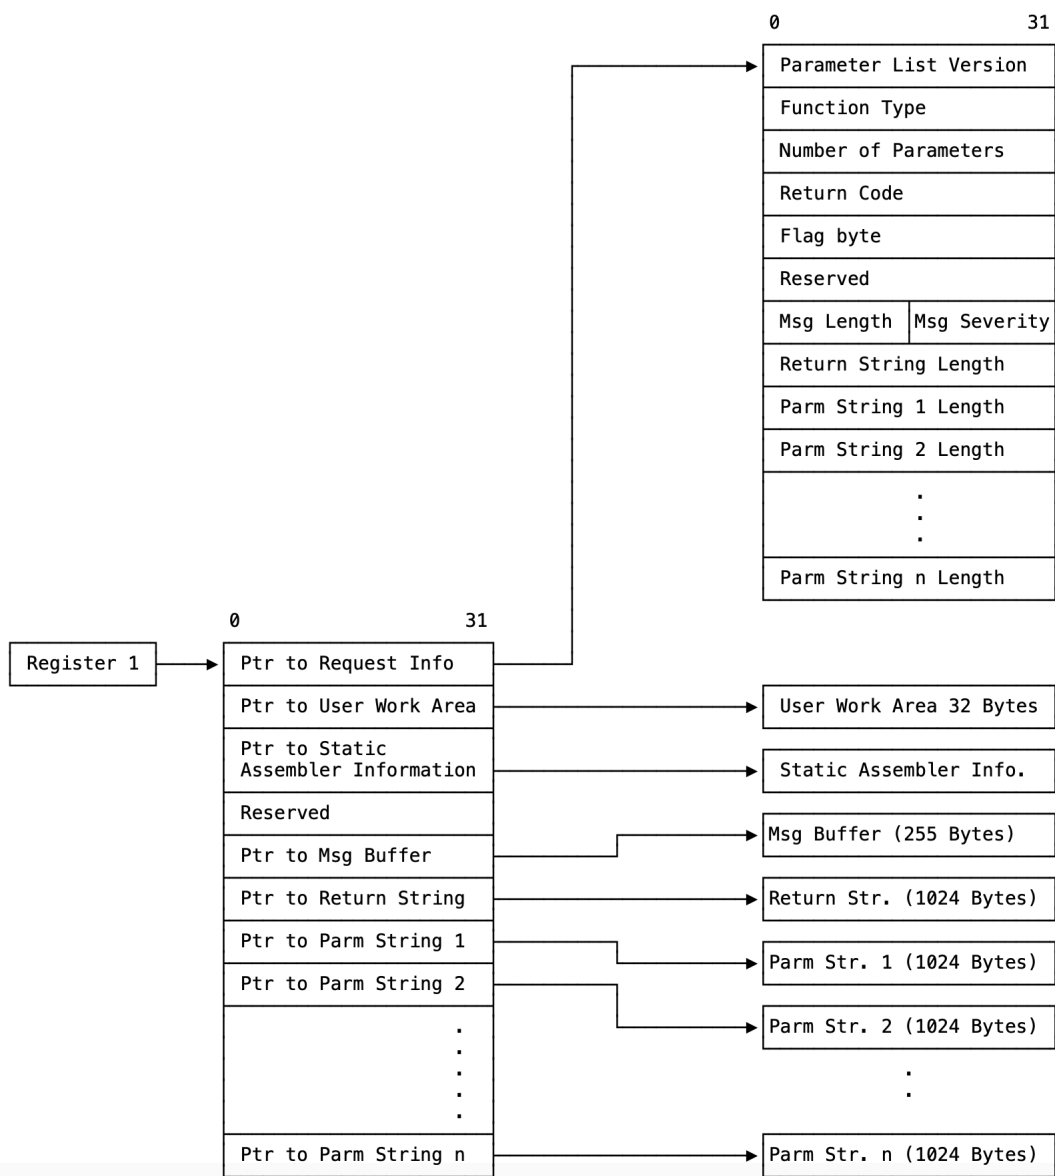 0 31
Parameter List Version
Function Type
Number of Parameters
Return Code
Flag byte
Reserved
Msg Length Msg Severity
Return String Length
Parm String 1 Length
Parm String 2 Length
.
.
.
Parm String n Length
0 31
Register 1
Ptr to Request Info
Ptr to User Work Area
User Work Area 32 Bytes
Ptr to Static
Assembler Information
Static Assembler Info.
Reserved
Ptr to Msg Buffer
Msg Buffer (255 Bytes)
Ptr to Return String
Return Str. (1024 Bytes)
Ptr to Parm String 1
Parm Str. 1 (1024 Bytes)
Ptr to Parm String 2
Parm Str. 2 (1024 Bytes)
.
.
.
.
.
.
.
Ptr to Parm String n
Parm Str. n (1024 Bytes)